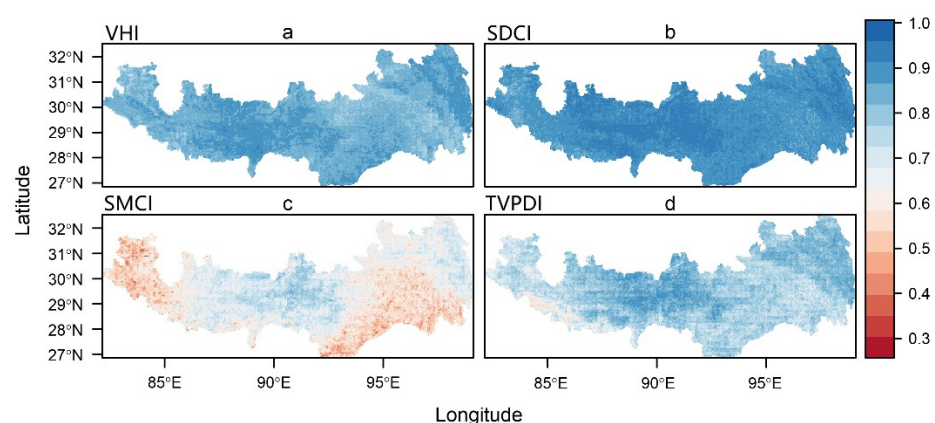 VHI a
SDCI b
32°N
31°N
30°N
29°N
28°N
27°N
SMCI c
TVPDI d
32°N
31°N
30°N
29°N
28°N
27°N
85°E 90°E 95°E
85°E 90°E 95°E
Latitude
Longitude
1.0
0.9
0.8
0.7
0.6
0.5
0.4
0.3